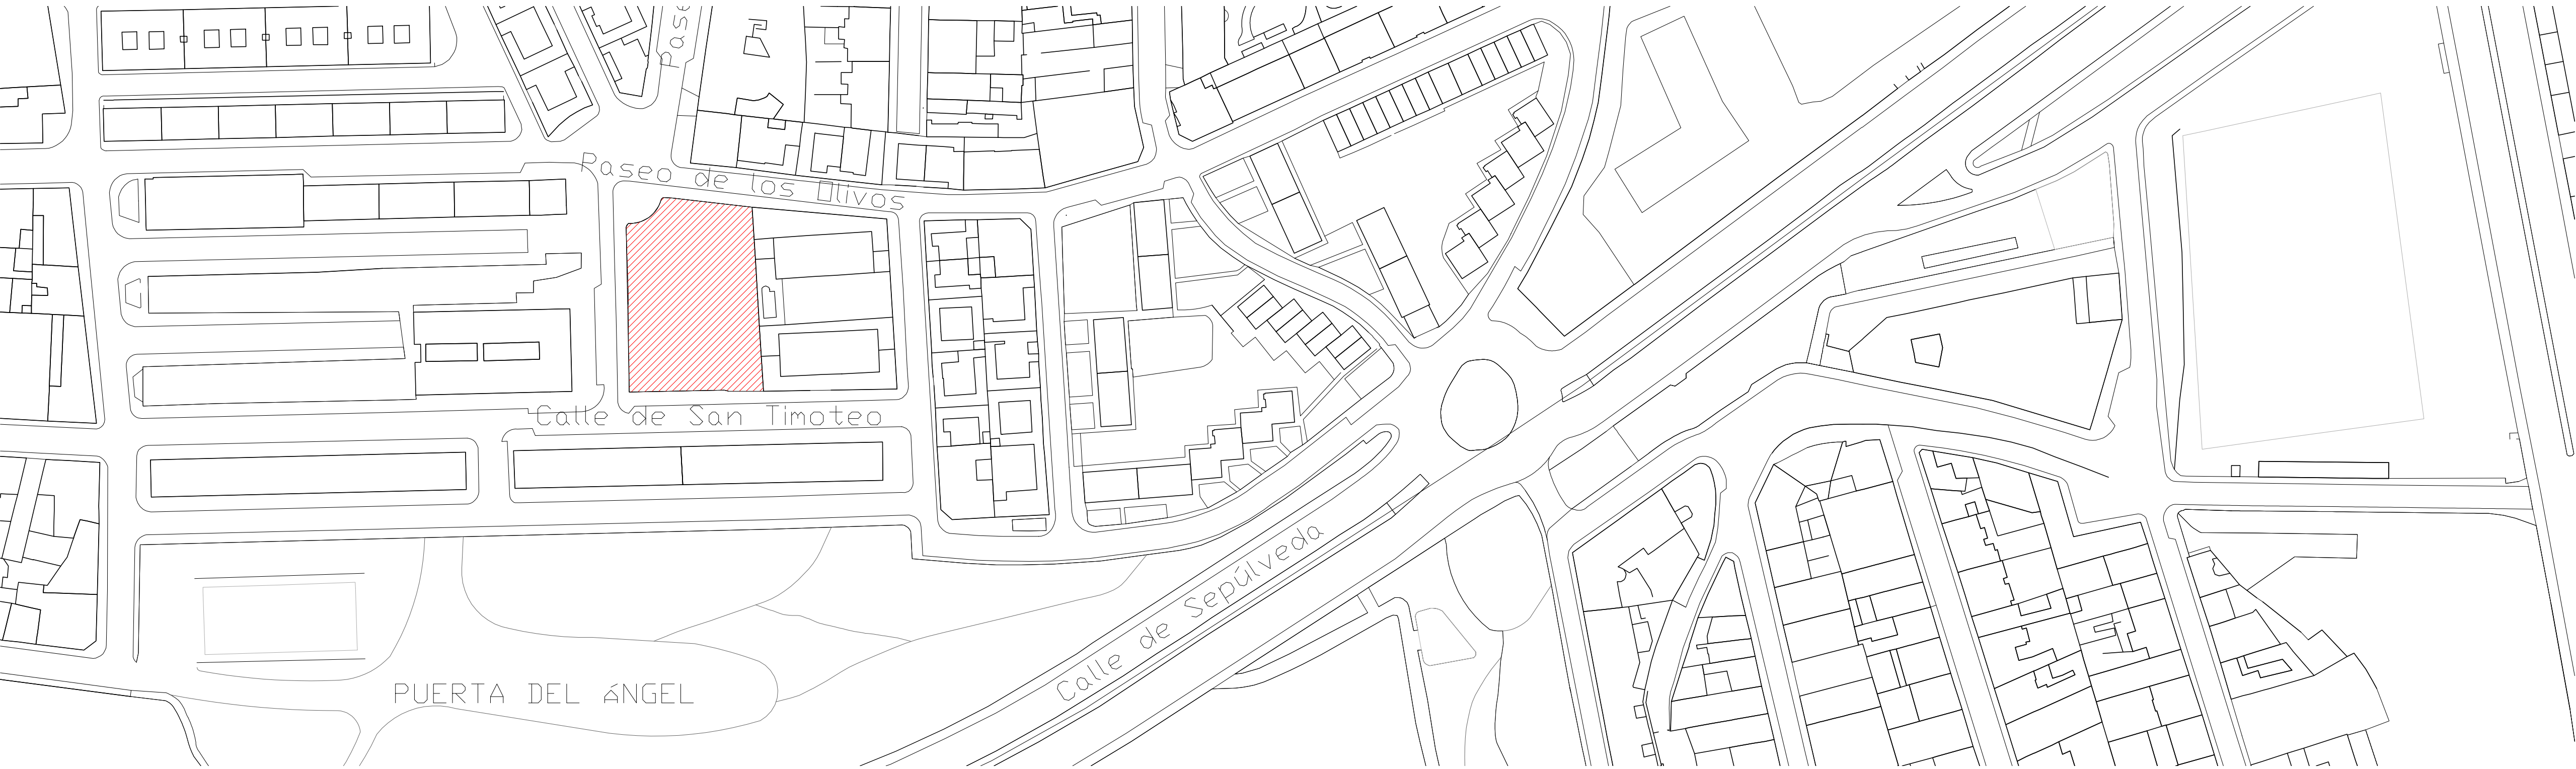 Paseo de los Olivos
Calle de San Timoteo
Calle de Sepúlveda
PUERTA DEL áNGEL